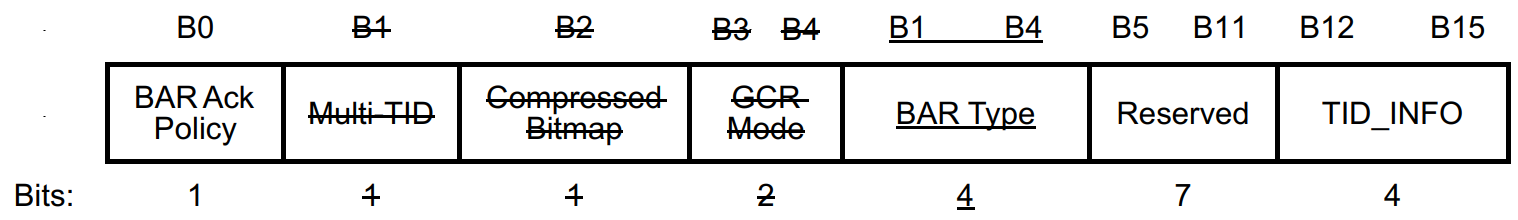 B0 B1 B2 B3 B4 B1 B4 B5 B11 B12 B15
BAR Ack Policy Multi-TID Compressed Bitmap GCR Mode BAR Type Reserved TID_INFO
Bits: 1 1 1 2 4 7 4